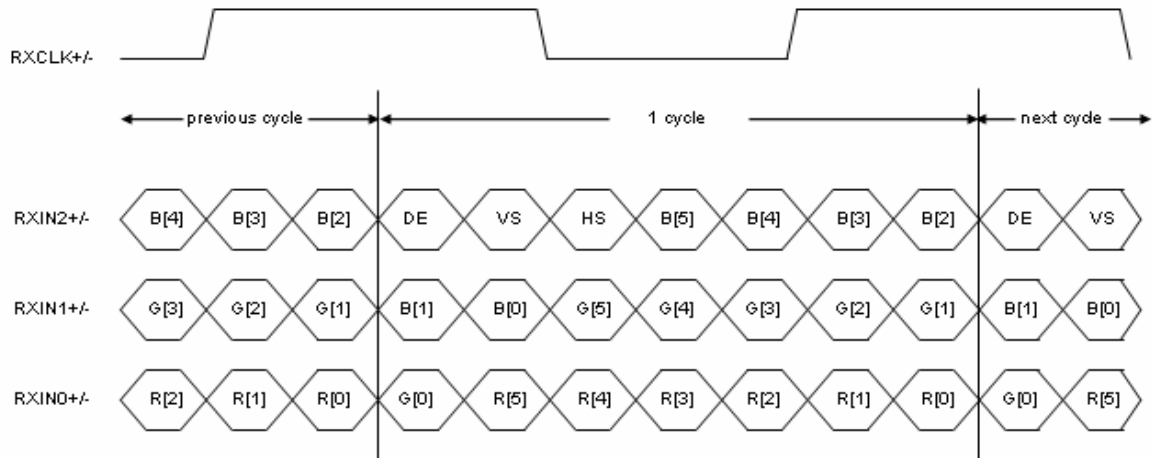 RXCLK+/-
previous cycle 1 cycle next cycle
RXIN2+/- B[4] B[3] B[2] DE VS HS B[5] B[4] B[3] B[2] DE VS
RXIN1+/- G[3] G[2] G[1] B[1] B[0] G[5] G[4] G[3] G[2] G[1] B[1] B[0]
RXIN0+/- R[2] R[1] R[0] G[0] R[5] R[4] R[3] R[2] R[1] R[0] G[0] R[5]